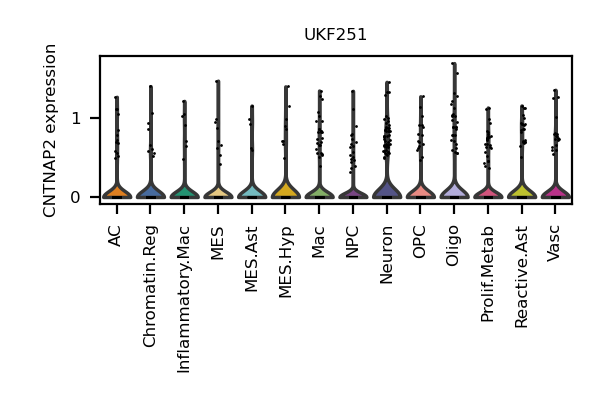 UKF251
CNTNAP2 expression
1
0
AC
Chromatin.Reg
Inflammatory.Mac
MES
MES.Ast
MES.Hyp
Mac
NPC
Neuron
OPC
Oligo
Prolif.Metab
Reactive.Ast
Vasc